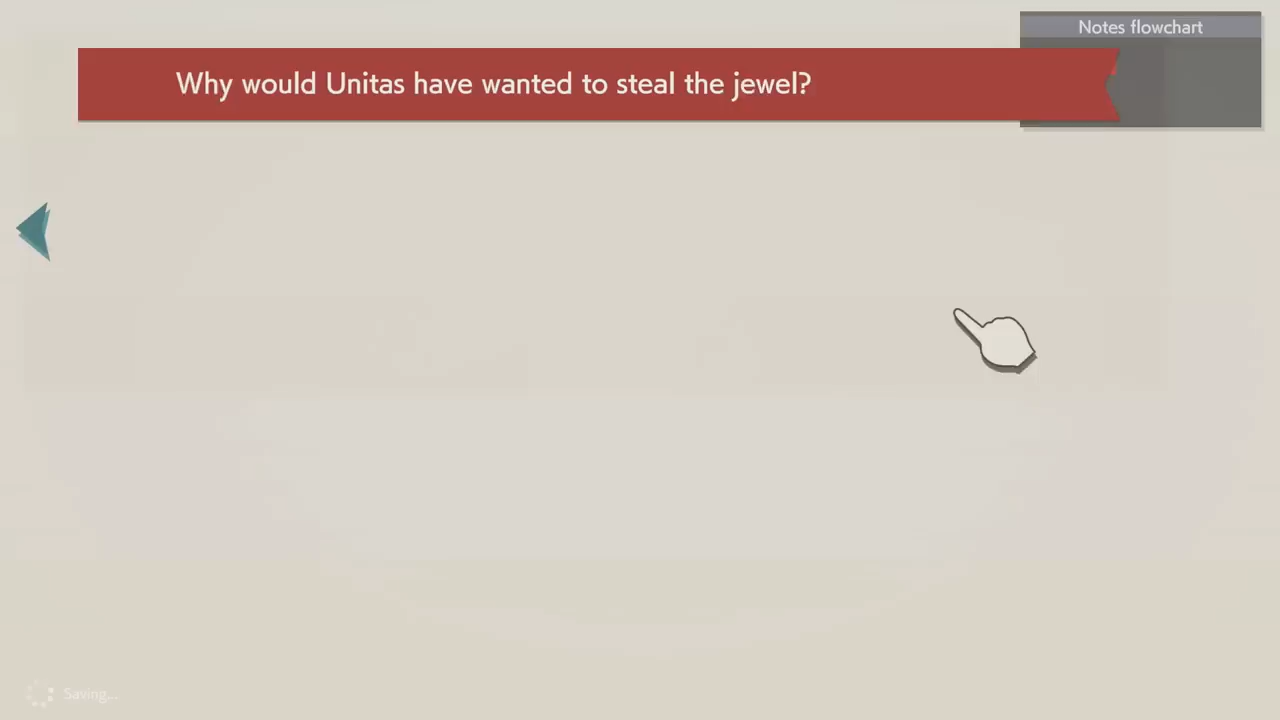 Notes flowchart
Why would Unitas have wanted to steal the jewel?
Saving...